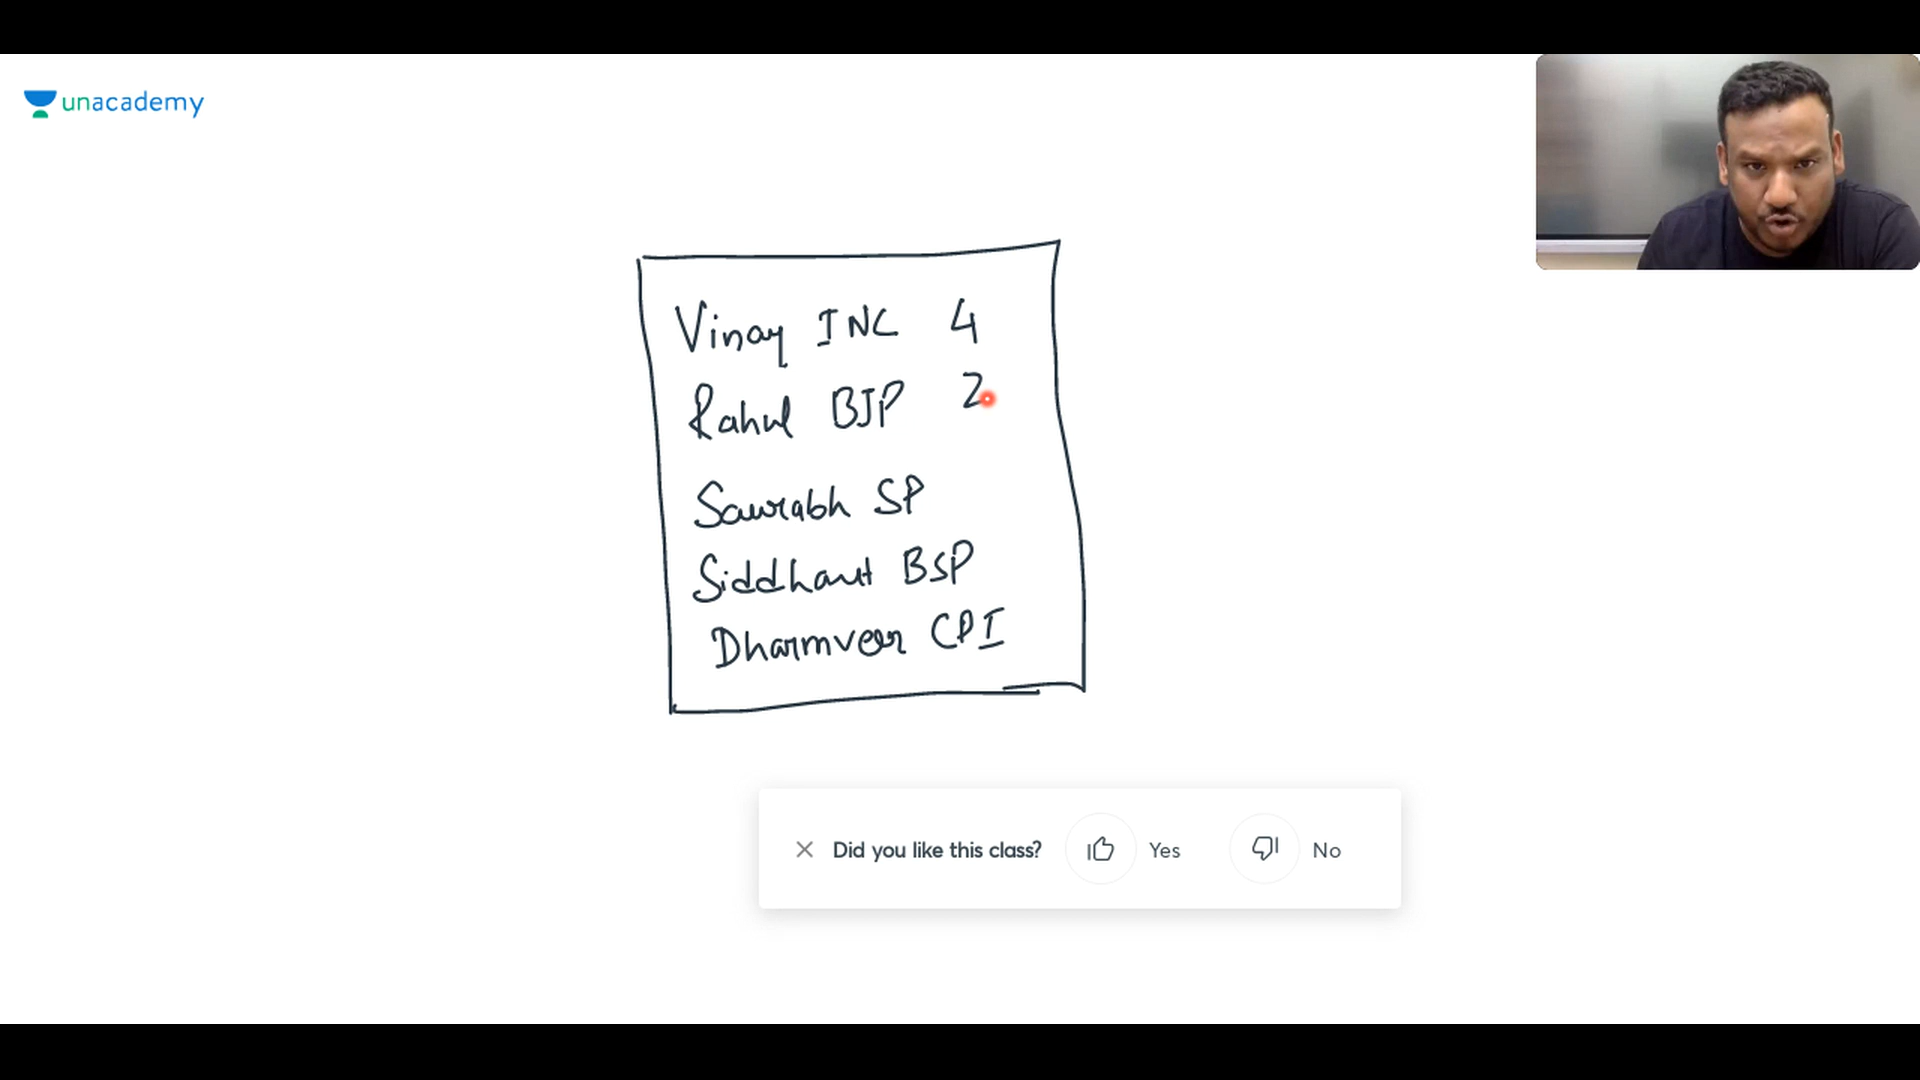 unacademy
Vinay INC 4
Rahul BJP 2
Saurabh SP
Siddhant BSP
Dharmveer CPI
Did you like this class? Yes No